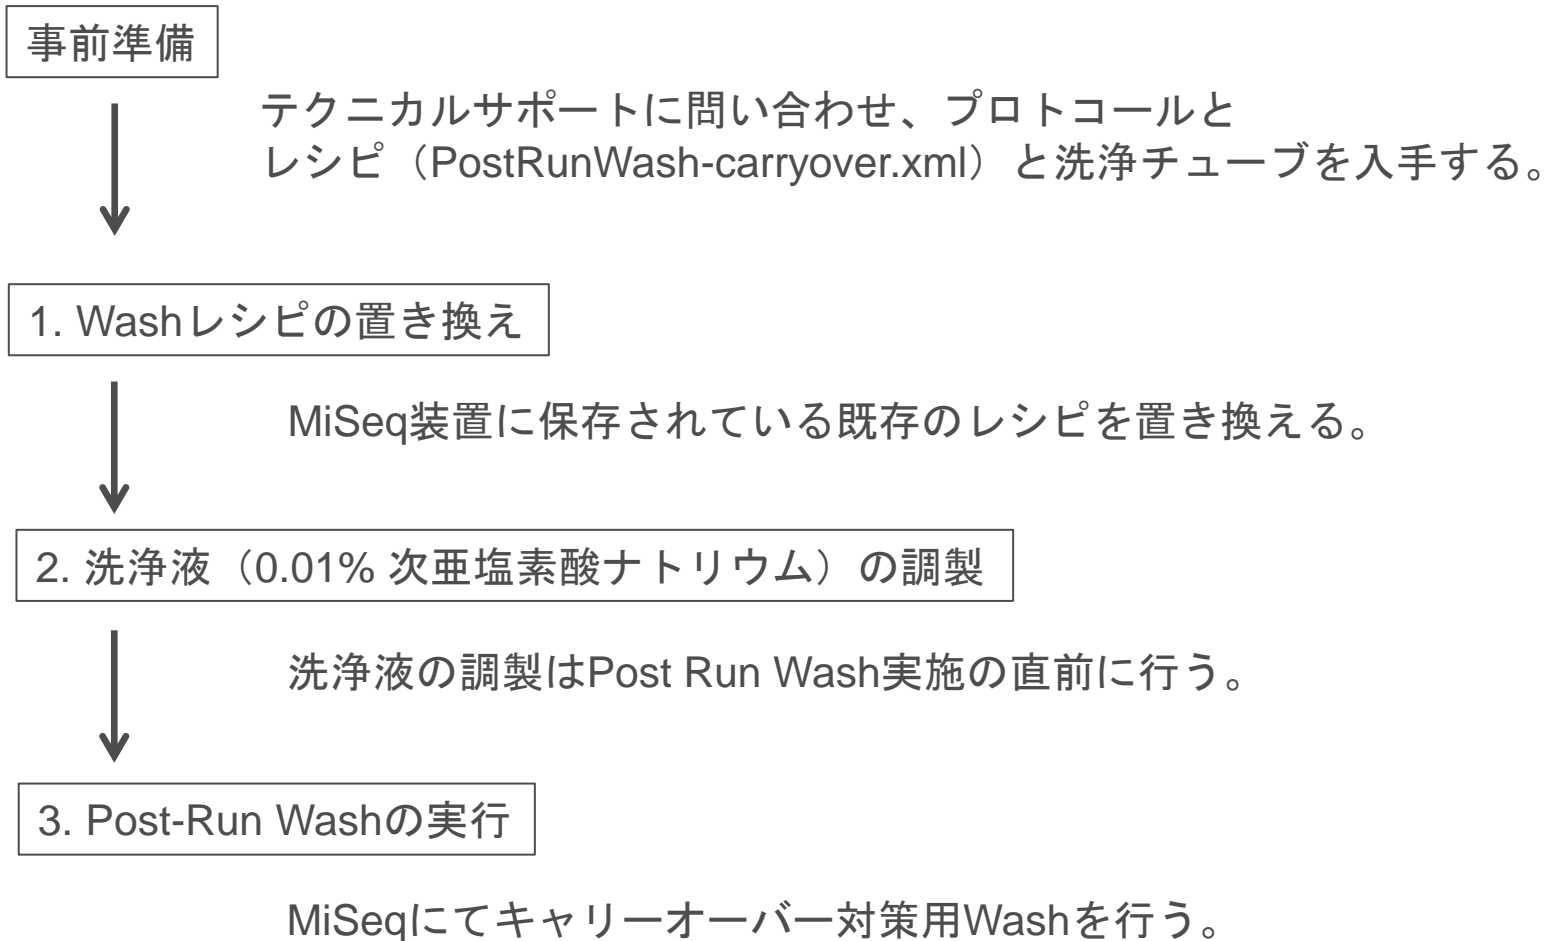 事前準備
テクニカルサポートに問い合わせ、プロトコールと
レシピ（PostRunWash-carryover.xml）と洗浄チューブを入手する。
1. Washレシピの置き換え
MiSeq装置に保存されている既存のレシピを置き換える。
2. 洗浄液（0.01% 次亜塩素酸ナトリウム）の調製
洗浄液の調製はPost Run Wash実施の直前に行う。
3. Post-Run Washの実行
MiSeqにてキャリーオーバー対策用Washを行う。